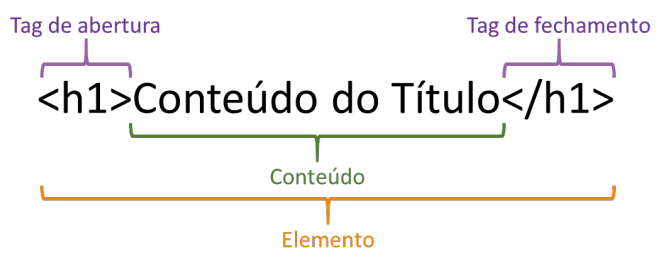 Tag de abertura
Tag de fechamento
<h1>Conteúdo do Título</h1>
Conteúdo
Elemento